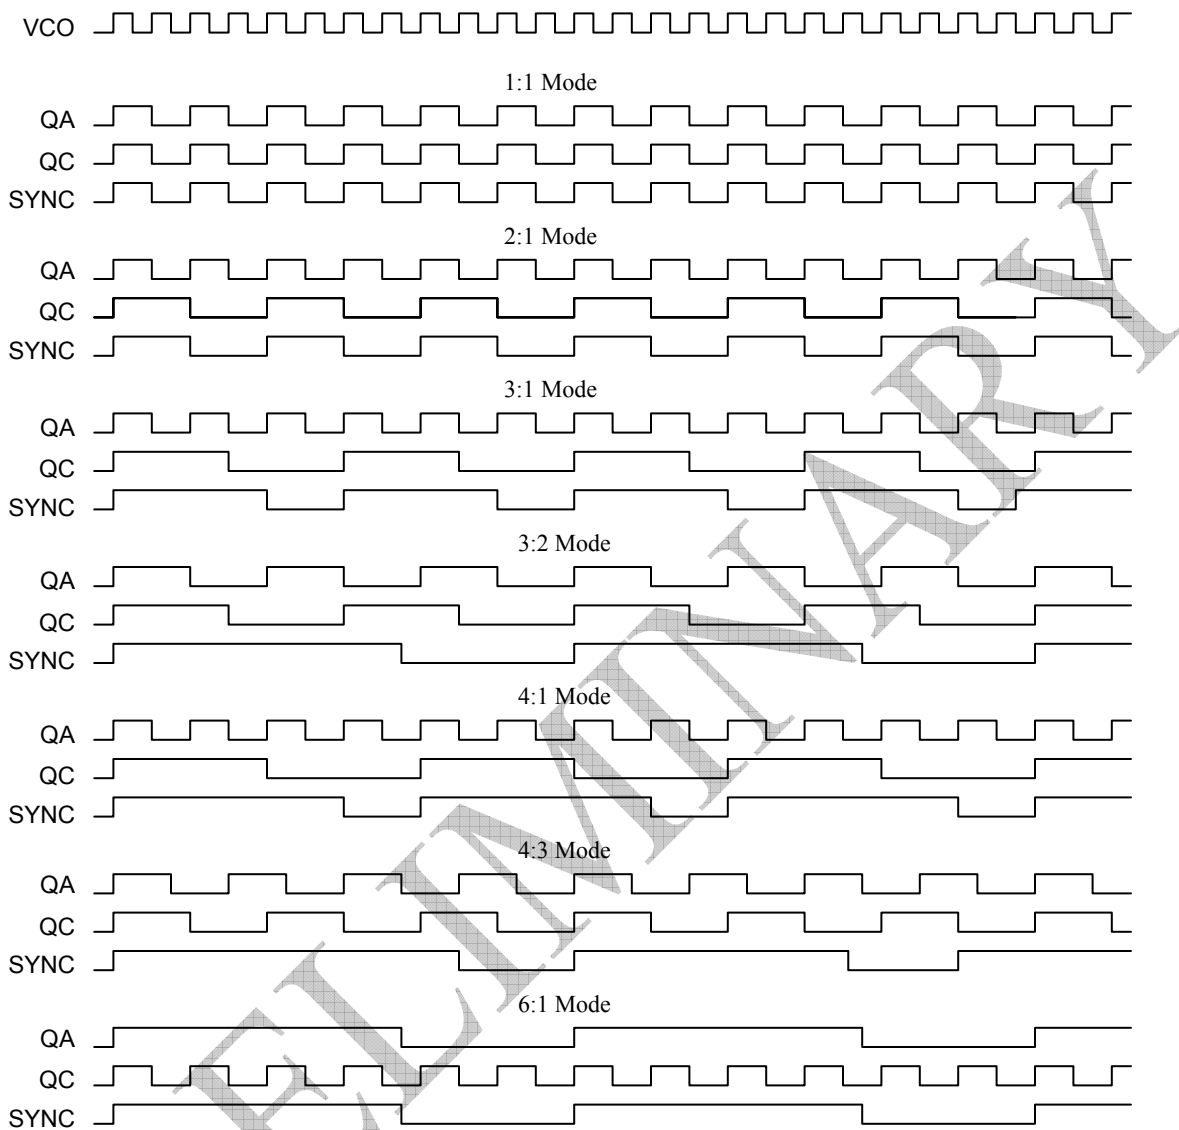 VCO
1:1 Mode
QA
QC
SYNC
2:1 Mode
QA
QC
SYNC
3:1 Mode
QA
QC
SYNC
3:2 Mode
QA
QC
SYNC
4:1 Mode
QA
QC
SYNC
4:3 Mode
QA
QC
SYNC
6:1 Mode
QA
QC
SYNC
ELIMINARY